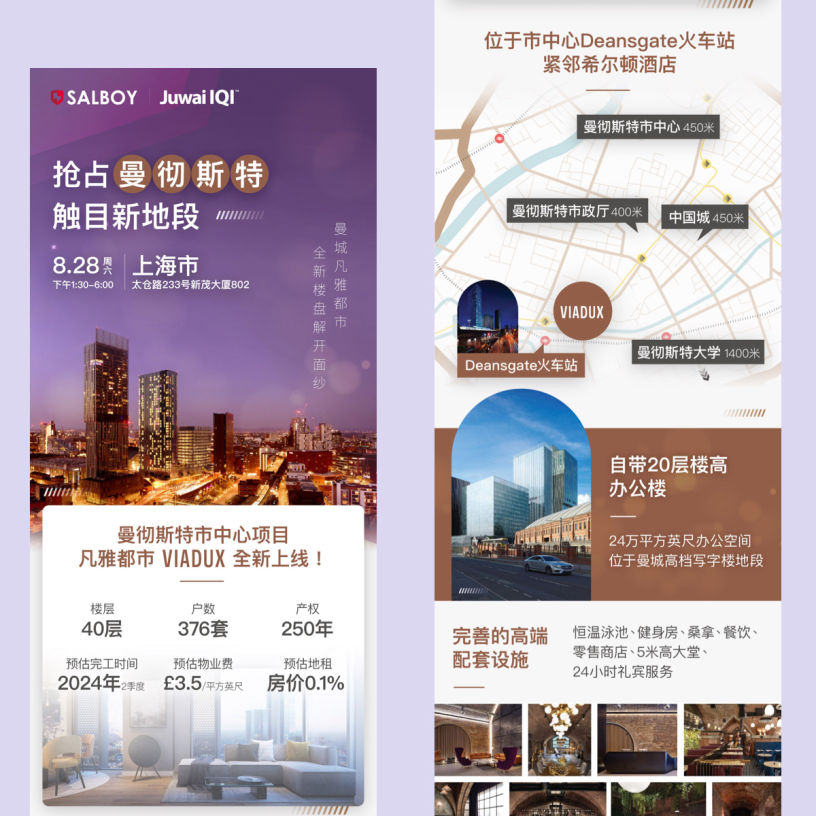 SALBOY
Juwai IQI™
抢占曼彻斯特
触目新地段
8.28 周六
下午1:30-6:00
上海市
太仓路233号新茂大厦802
曼城凡雅都市
全新楼盘解开面纱
曼彻斯特市中心项目
凡雅都市 VIADUX 全新上线！
楼层
40层
户数
376套
产权
250年
预估完工时间
2024年2季度
预估物业费
£3.5/平方英尺
预估地租
房价0.1%
位于市中心Deansgate火车站
紧邻希尔顿酒店
曼彻斯特市中心 450米
曼彻斯特市政厅 400米
中国城 450米
VIADUX
Deansgate火车站
曼彻斯特大学 1400米
自带20层楼高
办公楼
24万平方英尺办公空间
位于曼城高档写字楼地段
完善的高端
配套设施
恒温泳池、健身房、桑拿、餐饮、
零售商店、5米高大堂、
24小时礼宾服务